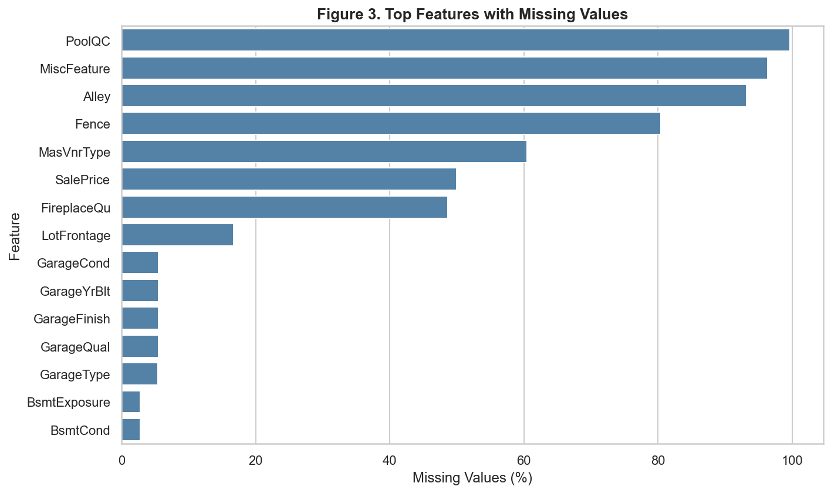 Figure 3. Top Features with Missing Values
PoolQC
MiscFeature
Alley
Fence
MasVnrType
SalePrice
FireplaceQu
LotFrontage
GarageCond
GarageYrBlt
GarageFinish
GarageQual
GarageType
BsmtExposure
BsmtCond
Feature
0 20 40 60 80 100
Missing Values (%)